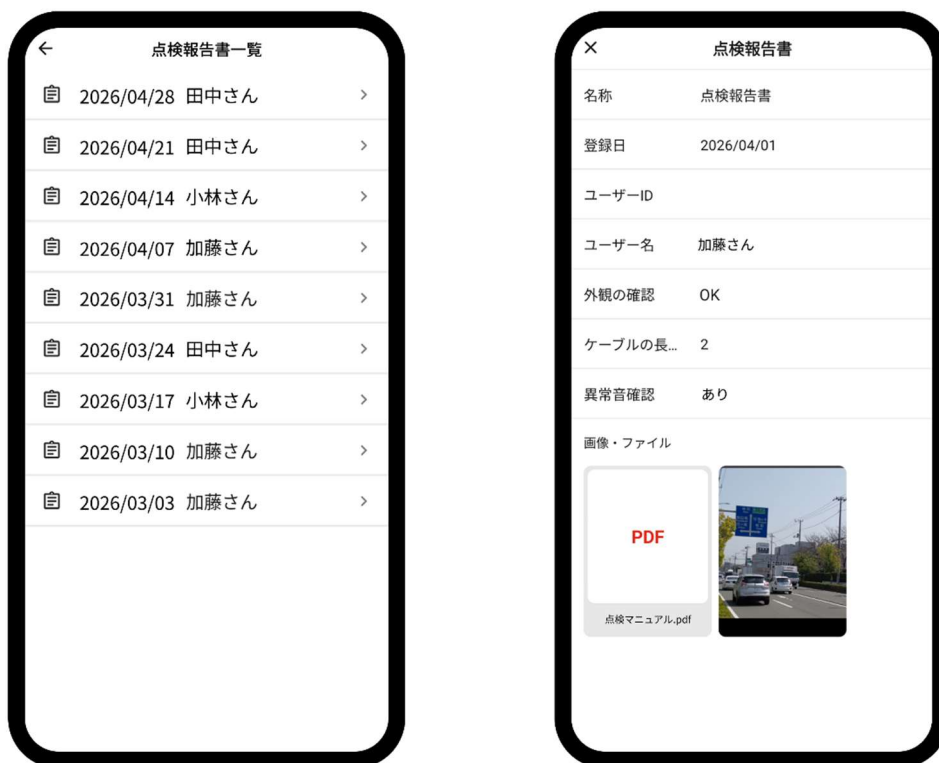 点検報告書一覧
2026/04/28 田中さん
2026/04/21 田中さん
2026/04/14 小林さん
2026/04/07 加藤さん
2026/03/31 加藤さん
2026/03/24 田中さん
2026/03/17 小林さん
2026/03/10 加藤さん
2026/03/03 加藤さん
点検報告書
名称 点検報告書
登録日 2026/04/01
ユーザーID
ユーザー名 加藤さん
外観の確認 OK
ケーブルの長... 2
異常音確認 あり
画像・ファイル
PDF
点検マニュアル.pdf